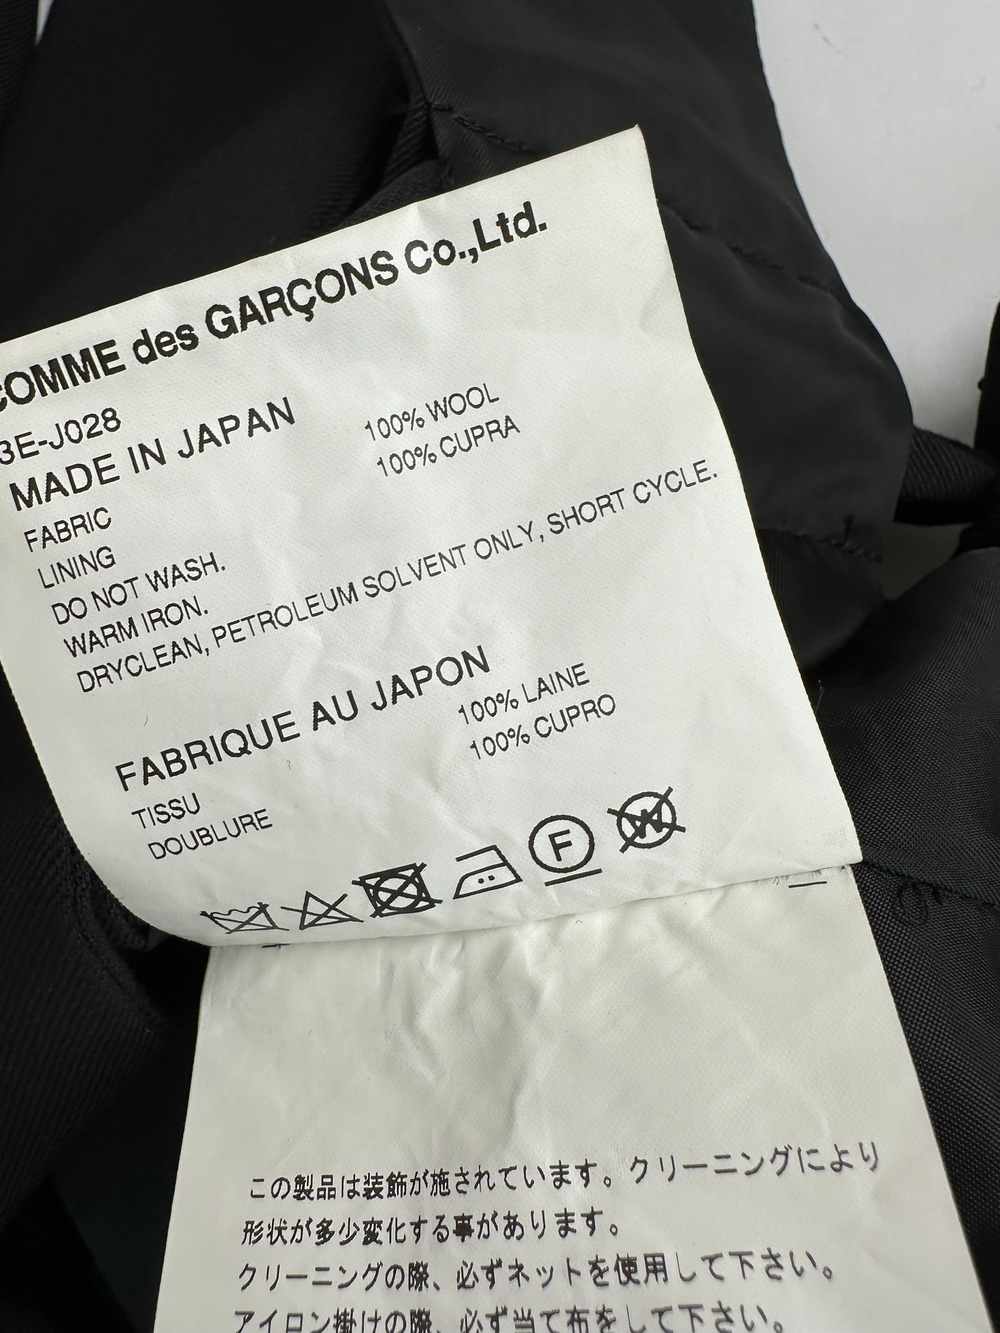 COMME des GARÇONS Co.,Ltd.
3E-J028
MADE IN JAPAN
FABRIC 100% WOOL
LINING 100% CUPRA
DO NOT WASH.
WARM IRON.
DRYCLEAN, PETROLEUM SOLVENT ONLY, SHORT CYCLE.
FABRIQUE AU JAPON
TISSU 100% LAINE
DOUBLURE 100% CUPRO
F
W
この製品は装飾が施されています。クリーニングにより
形状が多少変化する事があります。
クリーニングの際、必ずネットを使用して下さい。
アイロン掛けの際、必ず当て布をして下さい。